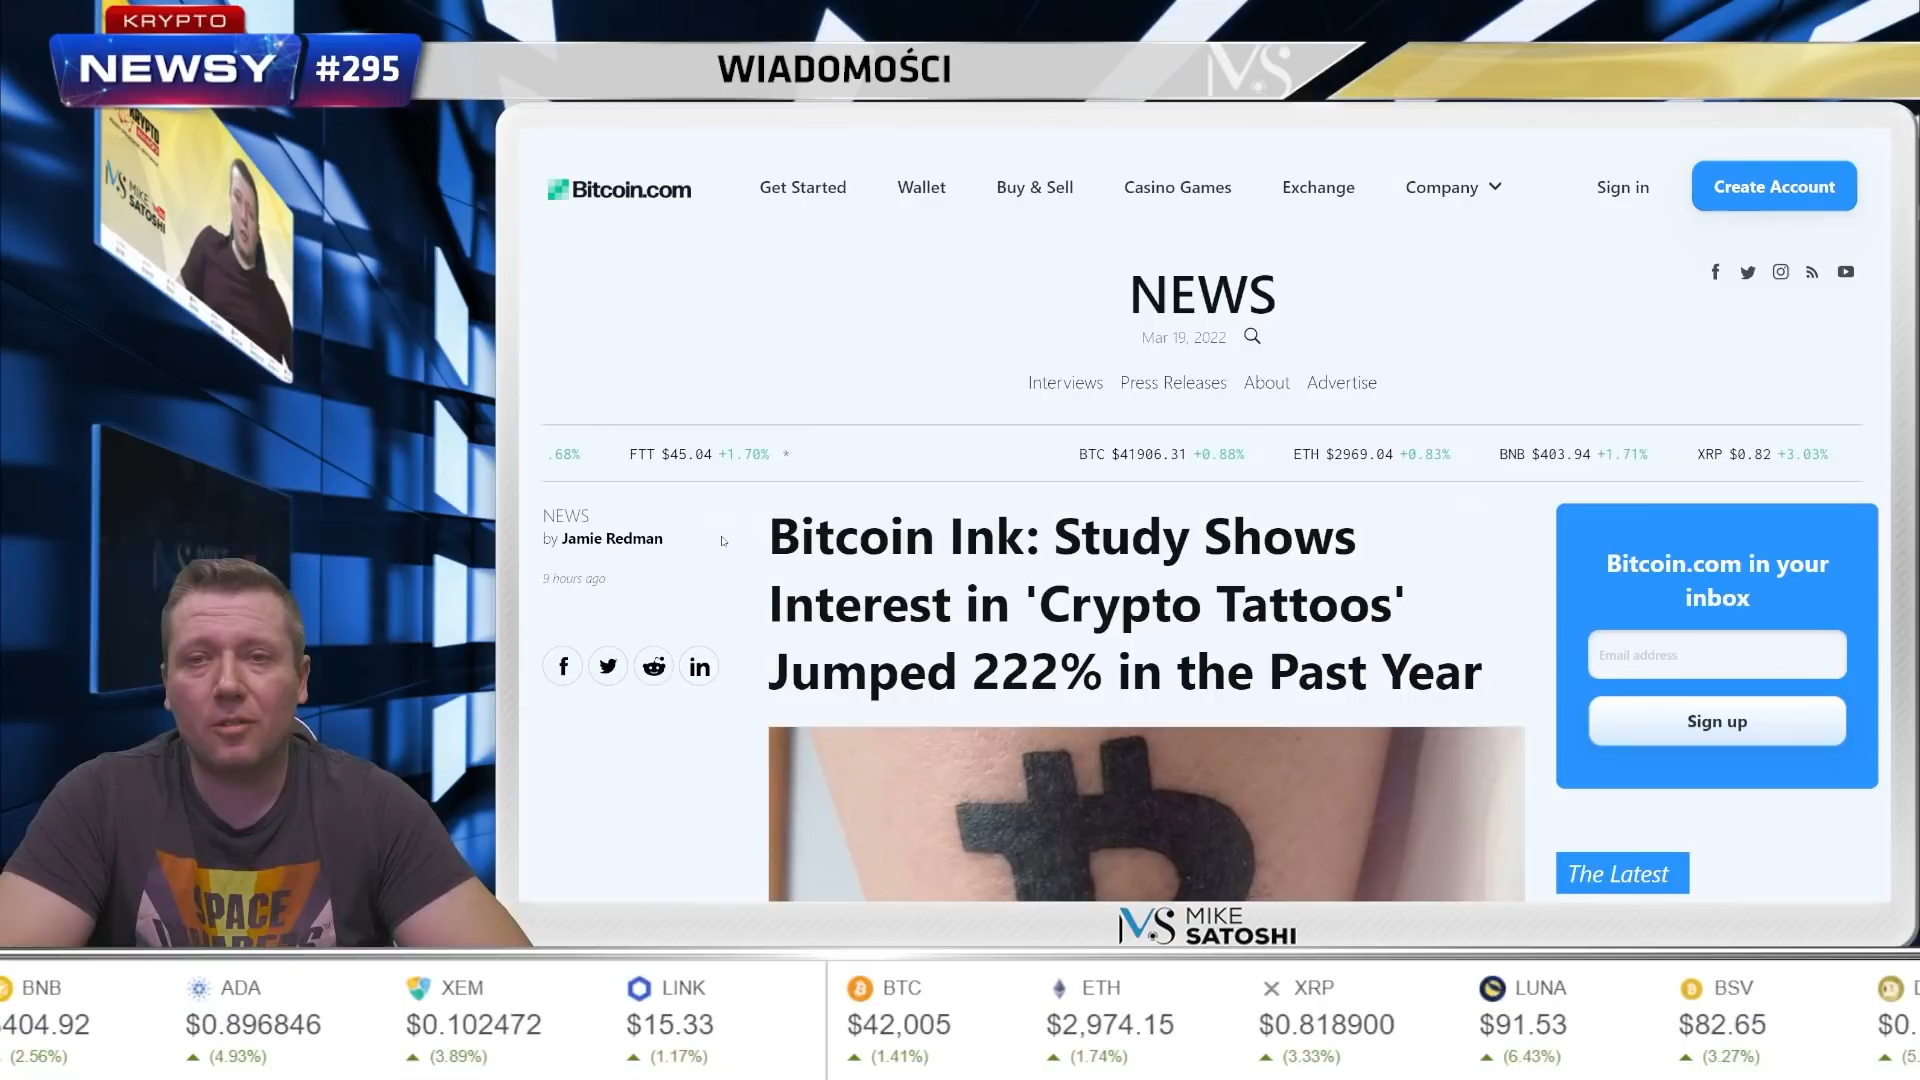 KRYPTO
NEWSY #295
WIADOMOŚCI
MS
KRYPTO
MIKE
SATOSHI
Bitcoin.com
Get Started
Wallet
Buy & Sell
Casino Games
Exchange
Company
Sign in
Create Account
NEWS
Mar 19, 2022
Interviews Press Releases About Advertise
.68% FTT $45.04 +1.70% * BTC $41906.31 +0.88% ETH $2969.04 +0.83% BNB $403.94 +1.71% XRP $0.82 +3.03%
NEWS
by Jamie Redman
9 hours ago
Bitcoin Ink: Study Shows
Interest in 'Crypto Tattoos'
Jumped 222% in the Past Year
Bitcoin.com in your
inbox
Email address
Sign up
The Latest
SPACE
MS MIKE
SATOSHI
BNB ADA XEM LINK BTC ETH XRP LUNA BSV
404.92 $0.896846 $0.102472 $15.33 $42,005 $2,974.15 $0.818900 $91.53 $82.65 $0.
(2.56%) (4.93%) (3.89%) (1.17%) (1.41%) (1.74%) (3.33%) (6.43%) (3.27%) (5.